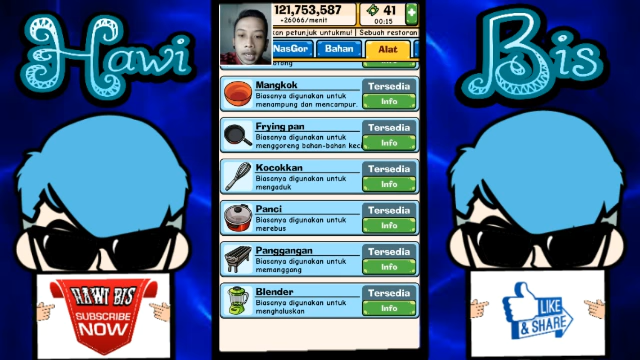 Hawi
Bis
121,753,587
-26066/menit
41
00:15
kan petunjuk untukmu! Sebuah restoran
NasGor
Bahan
Alat
Mangkok
Biasanya digunakan untuk
menampung dan mencampur.
Tersedia
Info
Frying pan
Biasanya digunakan untuk
menggoreng bahan-bahan keci
Tersedia
Info
Kocokkan
Biasanya digunakan untuk
mengaduk
Tersedia
Info
Panci
Biasanya digunakan untuk
merebus
Tersedia
Info
Panggangan
Biasanya digunakan untuk
memanggang
Tersedia
Info
Blender
Biasanya digunakan untuk
menghaluskan
Tersedia
Info
HAWI BIS
SUBSCRIBE
NOW
LIKE
& SHARE